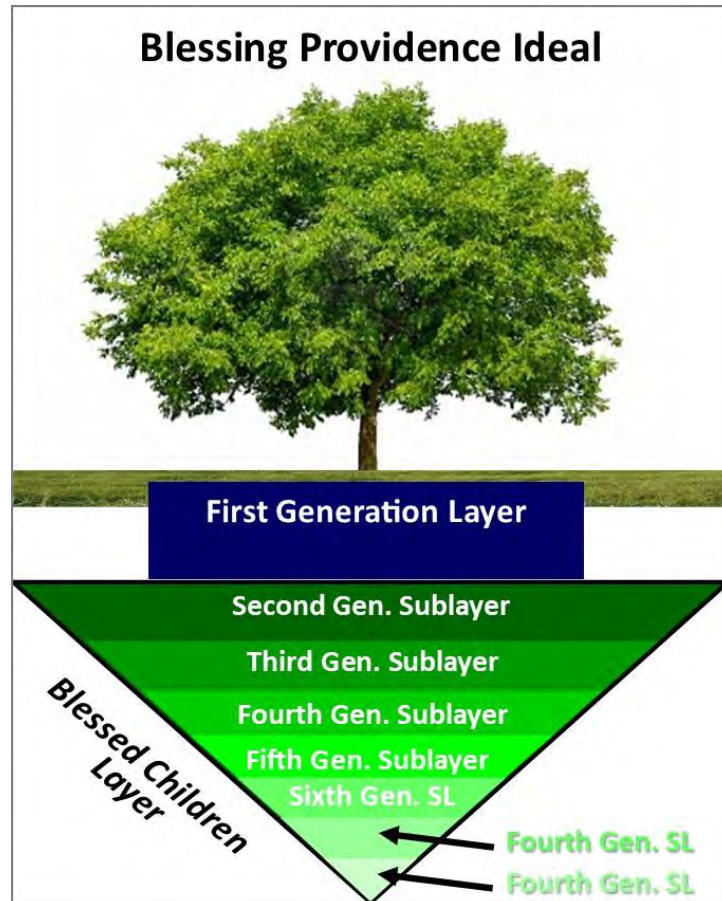 Blessing Providence Ideal
First Generation Layer
Second Gen. Sublayer
Third Gen. Sublayer
Fourth Gen. Sublayer
Fifth Gen. Sublayer
Sixth Gen. SL
Blessed Children
Layer
Fourth Gen. SL
Fourth Gen. SL